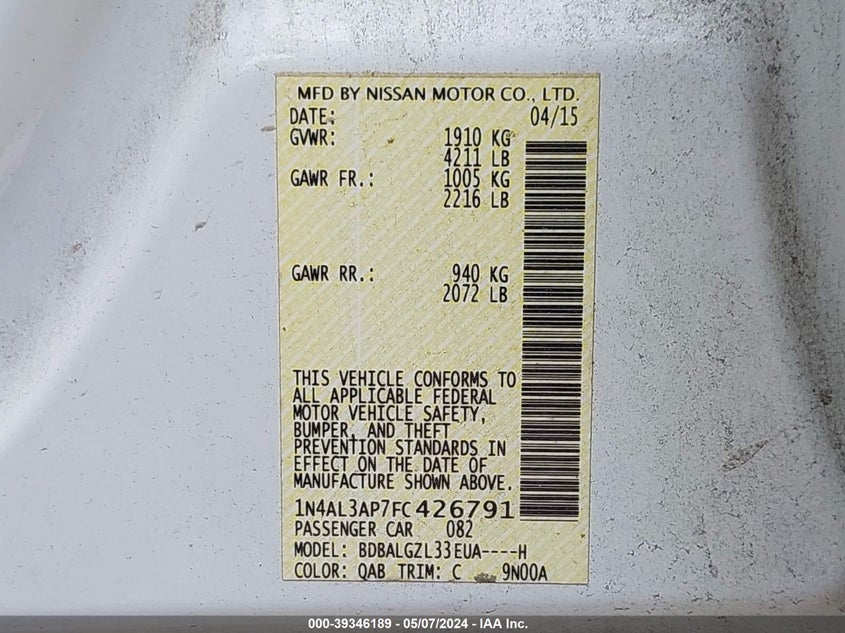 MFD BY NISSAN MOTOR CO., LTD.
DATE: 04/15
GVWR: 1910 KG
4211 LB
GAWR FR.: 1005 KG
2216 LB
GAWR RR.: 940 KG
2072 LB
THIS VEHICLE CONFORMS TO
ALL APPLICABLE FEDERAL
MOTOR VEHICLE SAFETY,
BUMPER, AND THEFT
PREVENTION STANDARDS IN
EFFECT ON THE DATE OF
MANUFACTURE SHOWN ABOVE.
1N4AL3AP7FC426791
PASSENGER CAR 082
MODEL: BDBALGZL33EUA----H
COLOR: QAB TRIM: C 9N00A
000-39346189 - 05/07/2024 - IAA Inc.